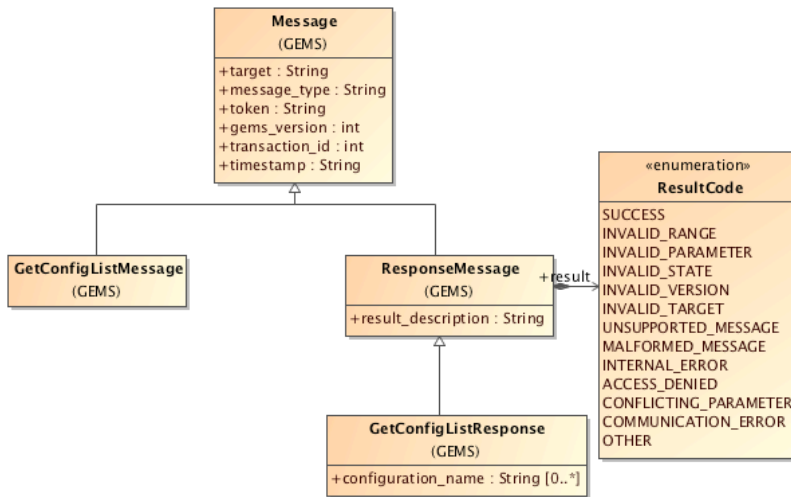 Message
(GEMS)
+target : String
+message_type : String
+token : String
+gems_version : int
+transaction_id : int
+timestamp : String
«enumeration»
ResultCode
SUCCESS
INVALID_RANGE
INVALID_PARAMETER
INVALID_STATE
INVALID_VERSION
INVALID_TARGET
UNSUPPORTED_MESSAGE
MALFORMED_MESSAGE
INTERNAL_ERROR
ACCESS_DENIED
CONFLICTING_PARAMETER
COMMUNICATION_ERROR
OTHER
GetConfigListMessage
(GEMS)
ResponseMessage
(GEMS)
+result_description : String
+result
GetConfigListResponse
(GEMS)
+configuration_name : String [0..*]